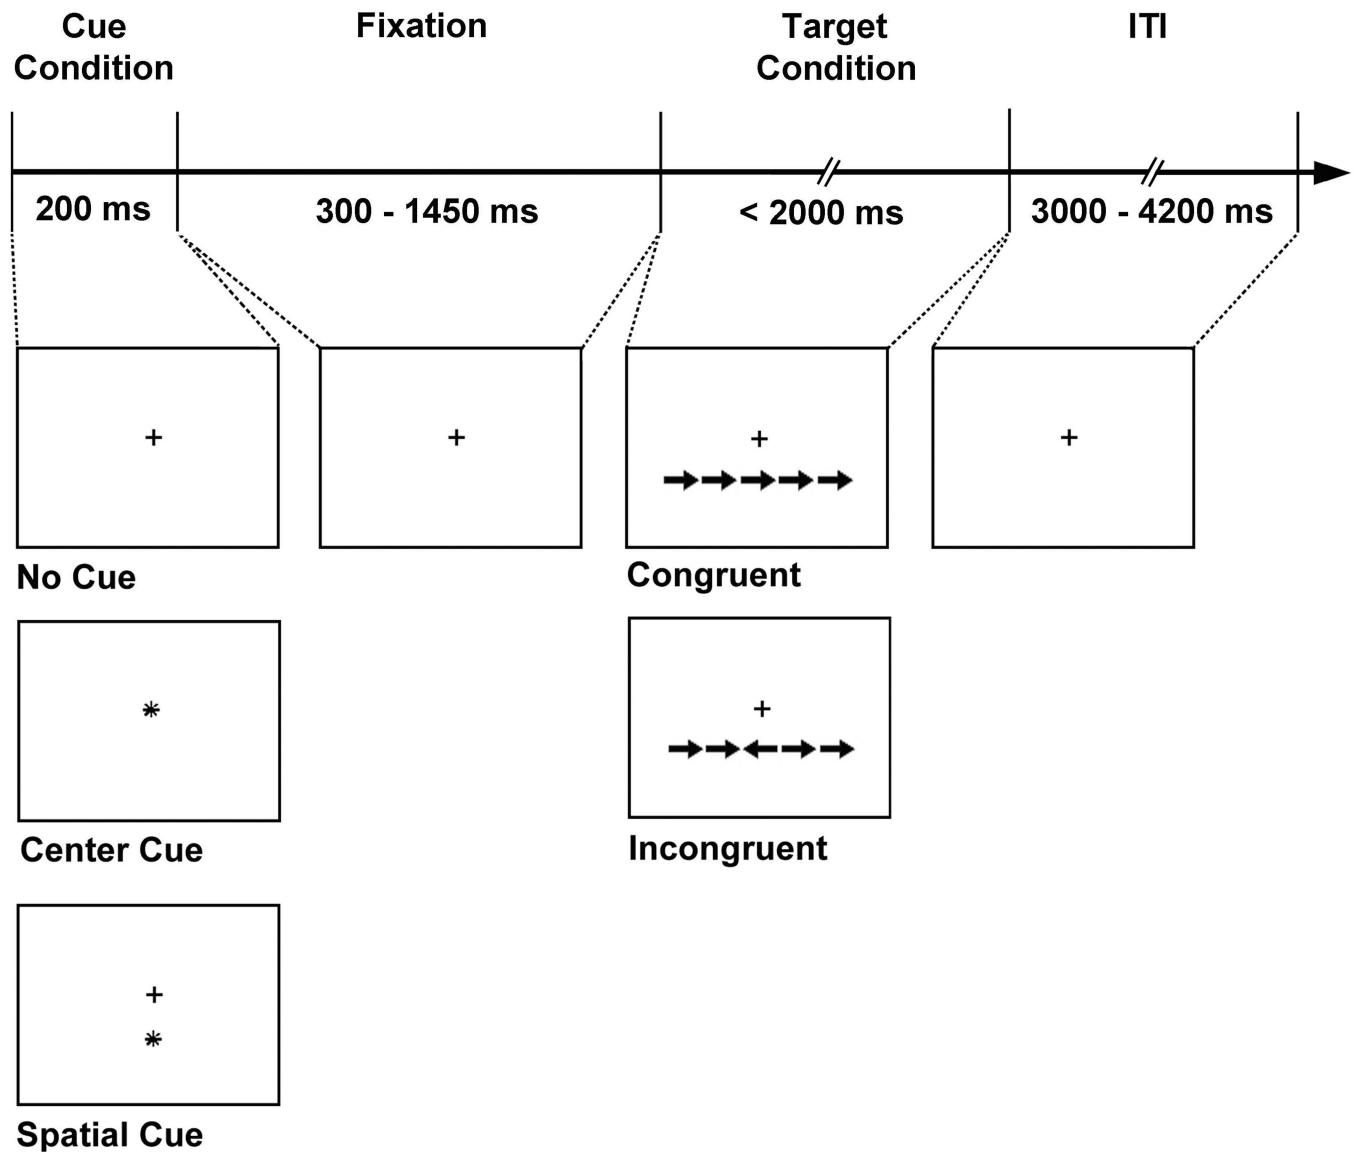 Cue
Condition
Fixation
Target
Condition
ITI
200 ms
300 - 1450 ms
< 2000 ms
3000 - 4200 ms
No Cue
Congruent
Center Cue
Incongruent
Spatial Cue